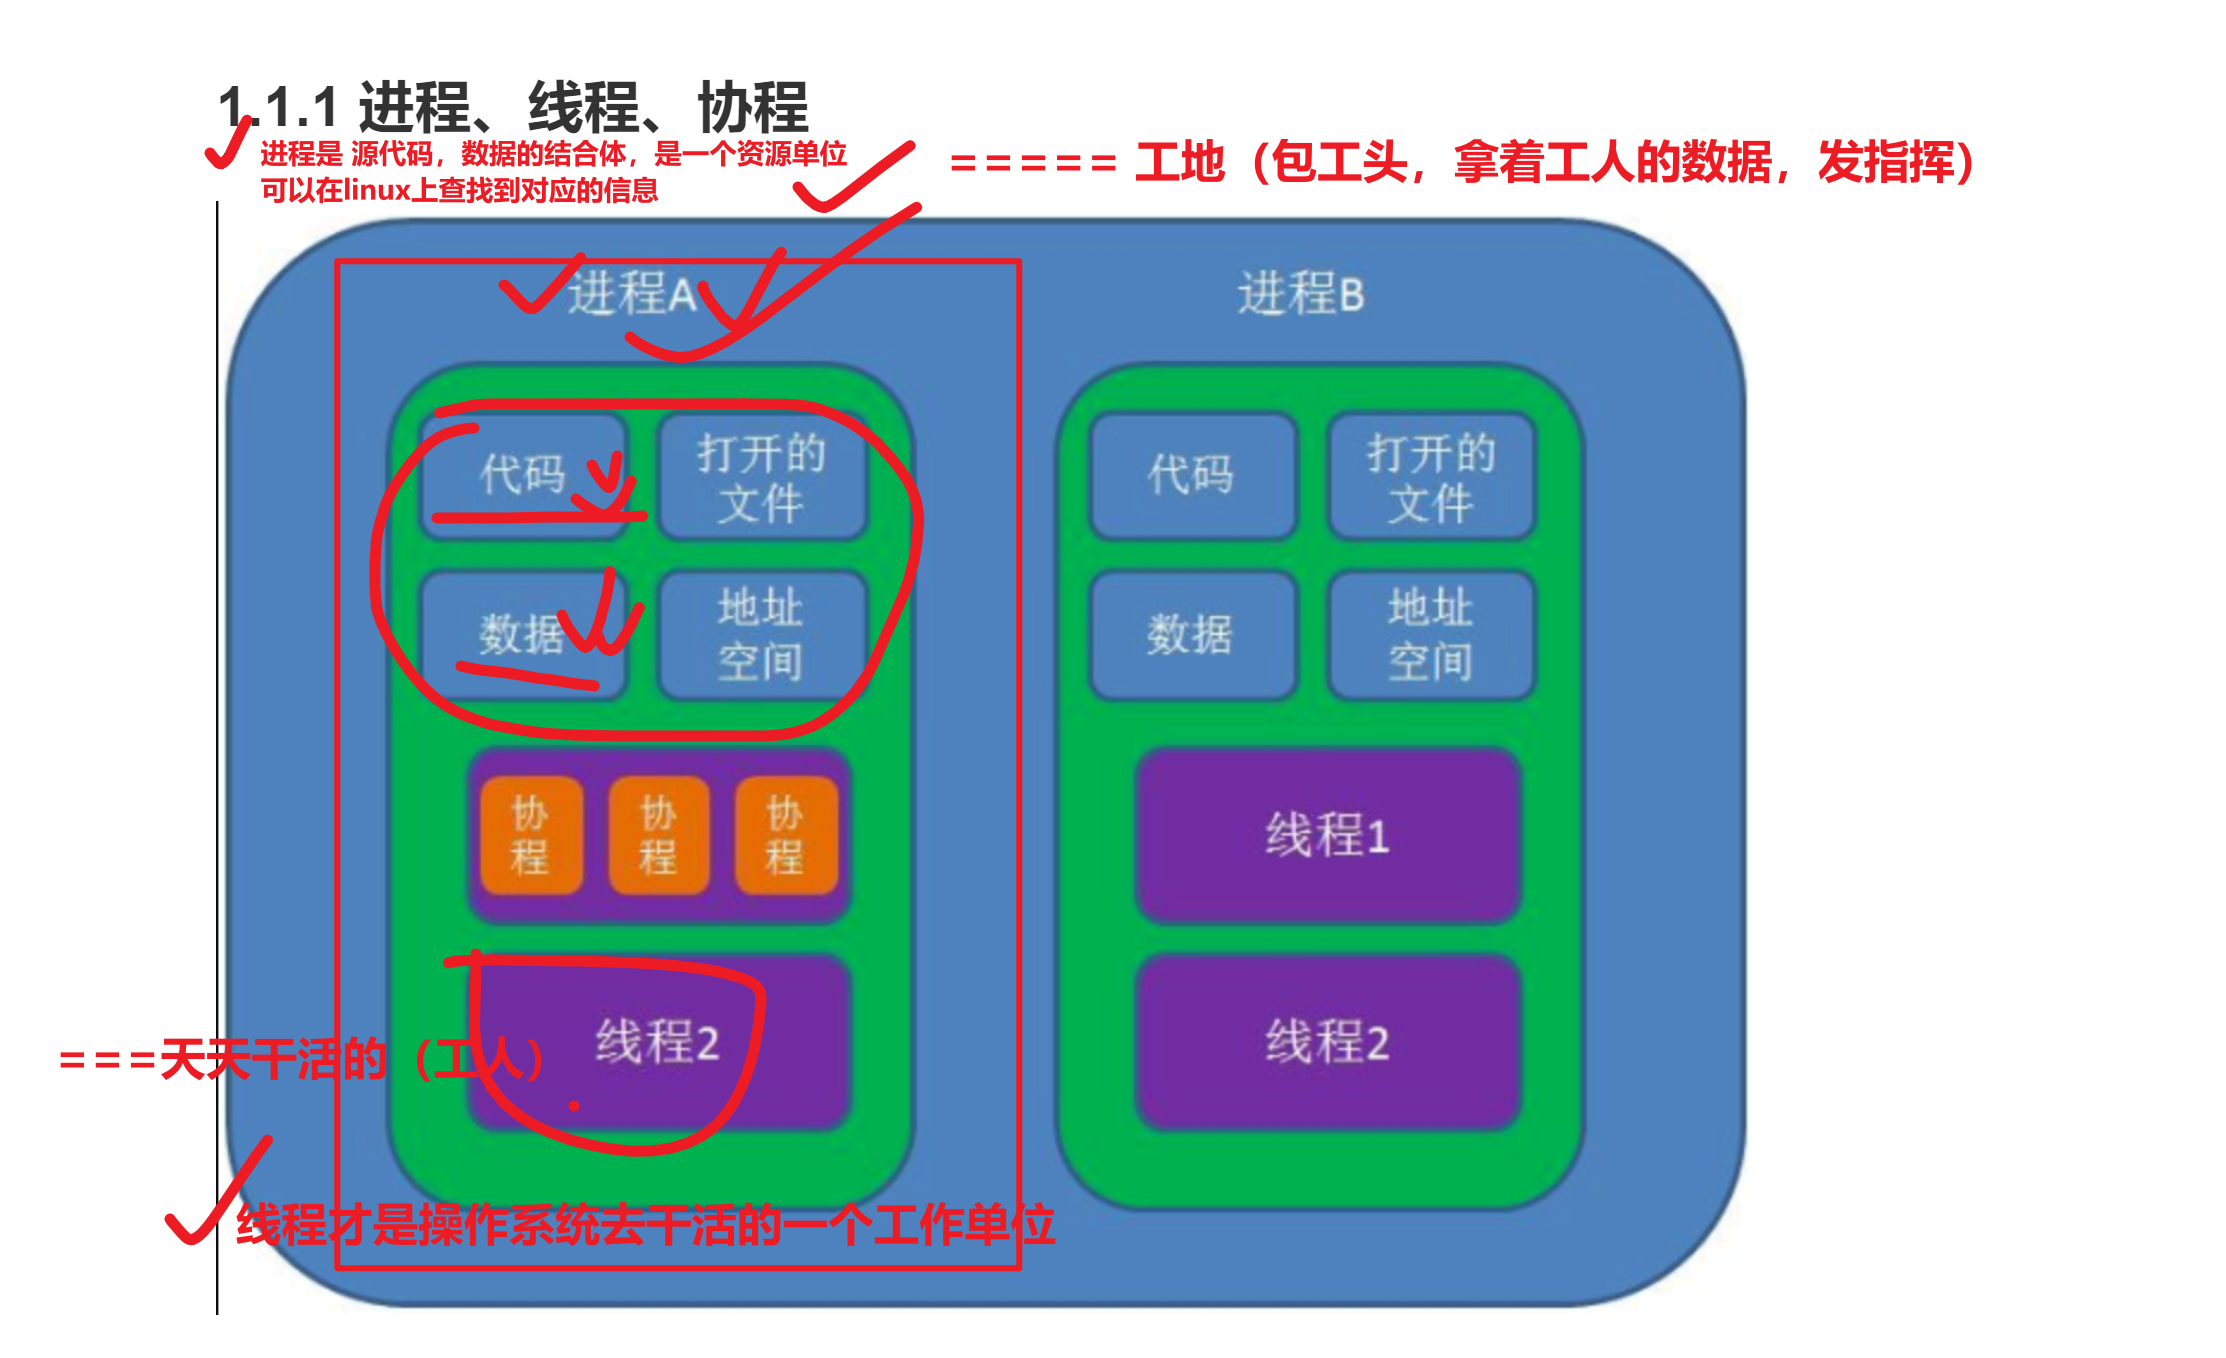 1.1.1 进程、线程、协程
进程是 源代码，数据的结合体，是一个资源单位
可以在linux上查找到对应的信息
===== 工地（包工头，拿着工人的数据，发指挥）
进程A
代码
打开的
文件
数据
地址
空间
协
程
协
程
协
程
线程2
===天天干活的（工人）
线程才是操作系统去干活的一个工作单位
进程B
代码
打开的
文件
数据
地址
空间
线程1
线程2